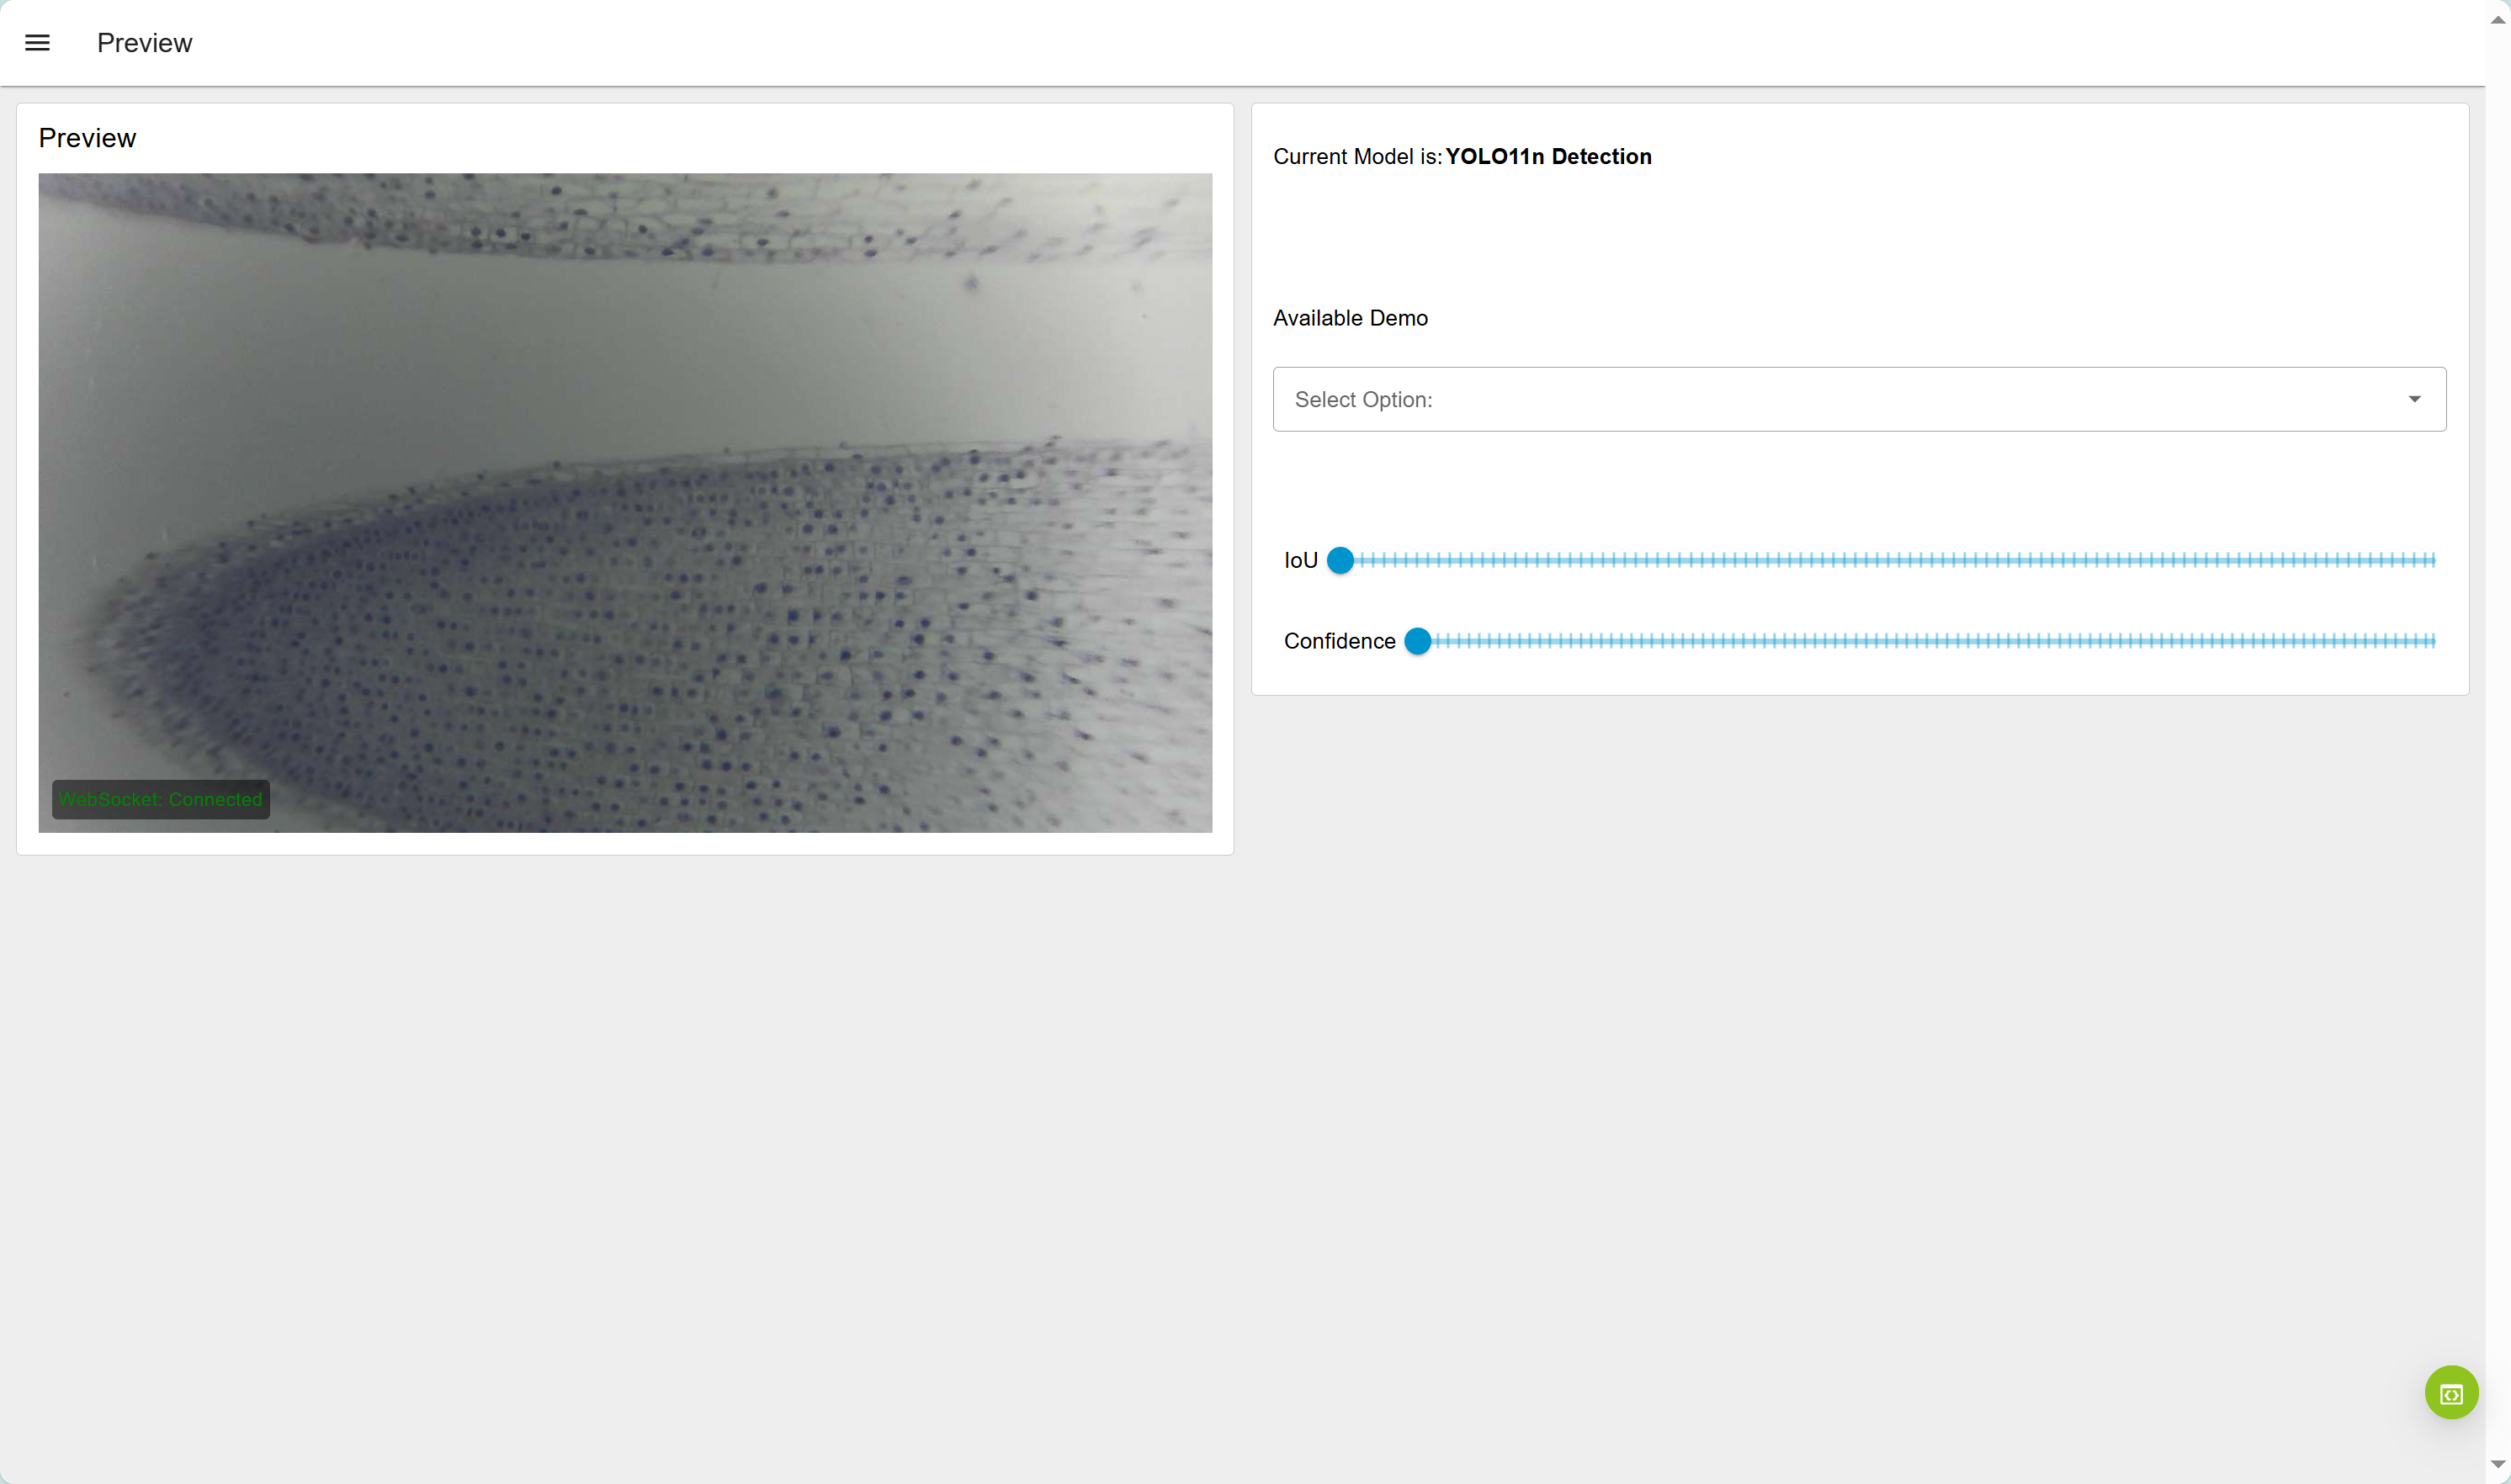 Preview
Preview
WebSocket: Connected
Current Model is: YOLO11n Detection
Available Demo
Select Option:
IoU
Confidence